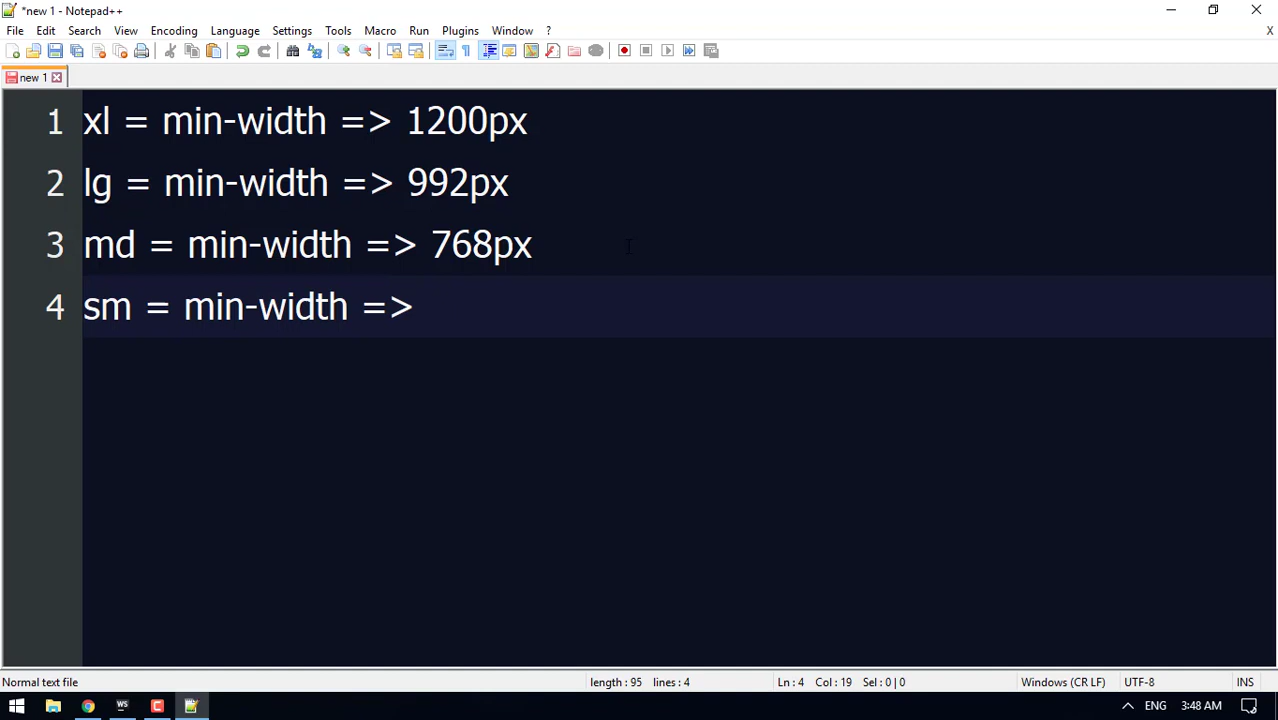 *new 1 - Notepad++
File Edit Search View Encoding Language Settings Tools Macro Run Plugins Window ? X
new 1
1 xl = min-width => 1200px
2 lg = min-width => 992px
3 md = min-width => 768px
4 sm = min-width =>
Normal text file length : 95 lines : 4 Ln : 4 Col : 19 Sel : 0 | 0 Windows (CR LF) UTF-8 INS
WS ENG 3:48 AM